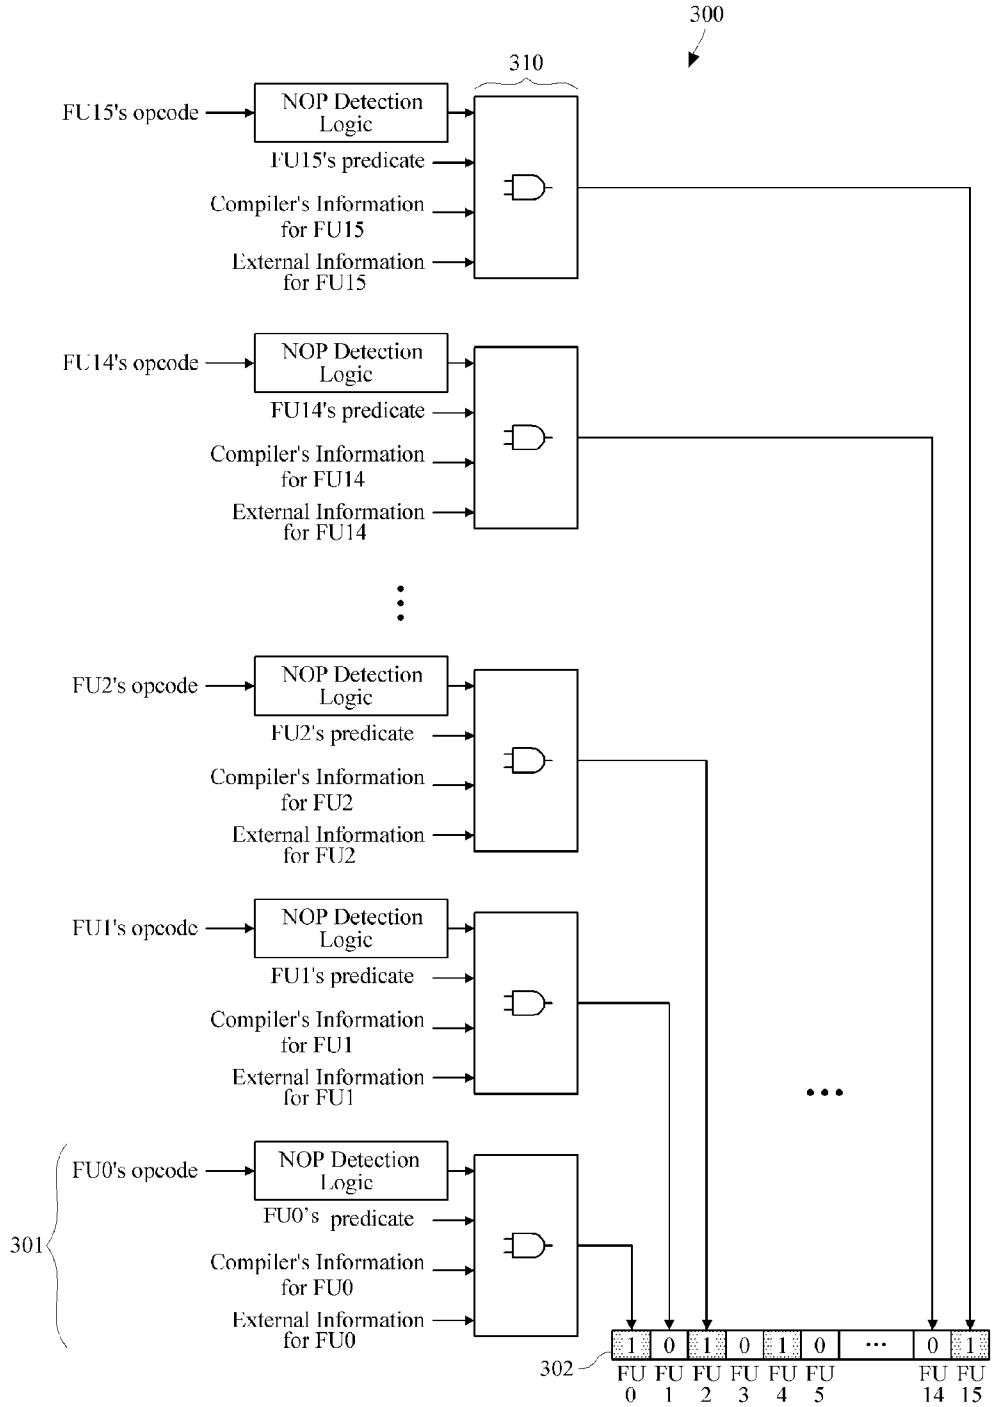 300
310
FU15's opcode
NOP Detection
Logic
FU15's predicate
Compiler's Information
for FU15
External Information
for FU15
FU14's opcode
NOP Detection
Logic
FU14's predicate
Compiler's Information
for FU14
External Information
for FU14
FU2's opcode
NOP Detection
Logic
FU2's predicate
Compiler's Information
for FU2
External Information
for FU2
FU1's opcode
NOP Detection
Logic
FU1's predicate
Compiler's Information
for FU1
External Information
for FU1
301
FU0's opcode
NOP Detection
Logic
FU0's predicate
Compiler's Information
for FU0
External Information
for FU0
302
1 0 1 0 1 0 ... 0 1
FU FU FU FU FU FU FU FU
0 1 2 3 4 5 14 15